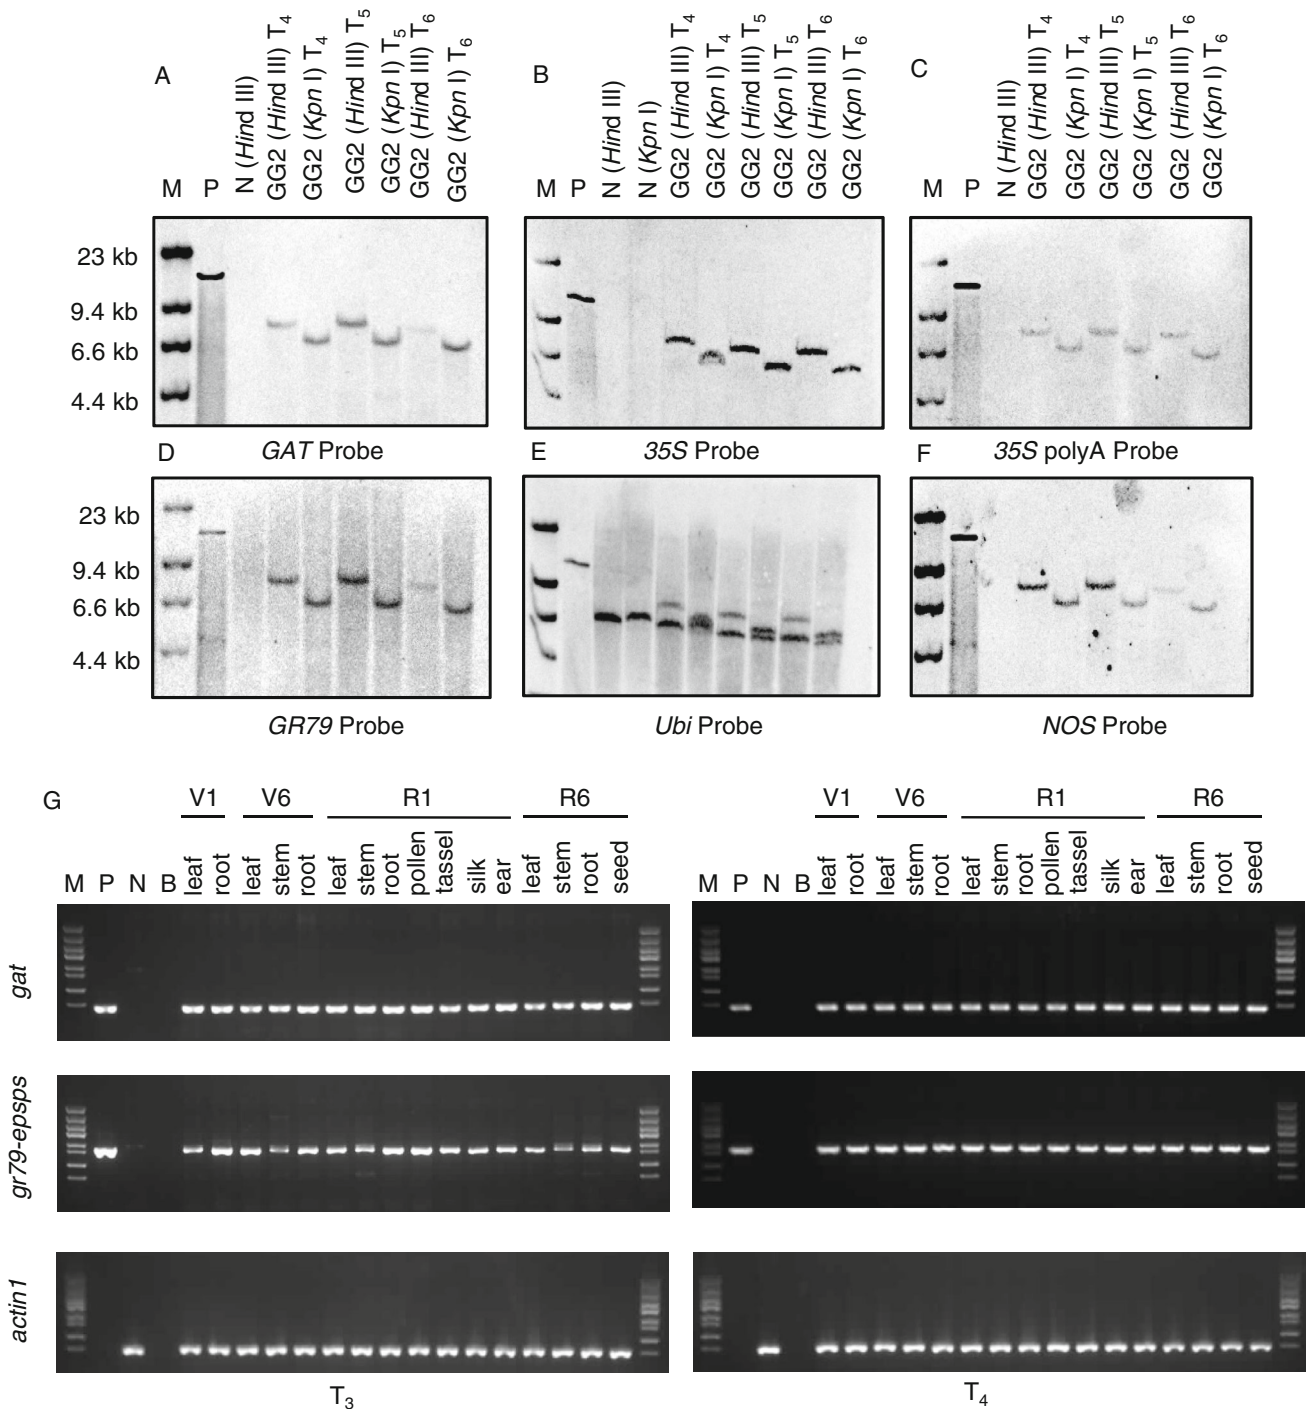 A
M
P
N (Hind III)
GG2 (Hind III) T4
GG2 (Kpn I) T4
GG2 (Hind III) T5
GG2 (Kpn I) T5
GG2 (Hind III) T6
GG2 (Kpn I) T6
B
M
P
N (Hind III)
N (Kpn I)
GG2 (Hind III) T4
GG2 (Kpn I) T4
GG2 (Hind III) T5
GG2 (Kpn I) T5
GG2 (Hind III) T6
GG2 (Kpn I) T6
C
M
P
N (Hind III)
GG2 (Hind III) T4
GG2 (Kpn I) T4
GG2 (Hind III) T5
GG2 (Kpn I) T5
GG2 (Hind III) T6
GG2 (Kpn I) T6
23 kb
9.4 kb
6.6 kb
4.4 kb
GAT Probe
35S Probe
35S polyA Probe
D
E
F
23 kb
9.4 kb
6.6 kb
4.4 kb
GR79 Probe
Ubi Probe
NOS Probe
G
V1
V6
R1
R6
M
P
N
B
leaf
root
leaf
stem
root
leaf
stem
root
pollen
tassel
silk
ear
leaf
stem
root
seed
V1
V6
R1
R6
M
P
N
B
leaf
root
leaf
stem
root
leaf
stem
root
pollen
tassel
silk
ear
leaf
stem
root
seed
gat
gr79-epsps
actin1
T3
T4